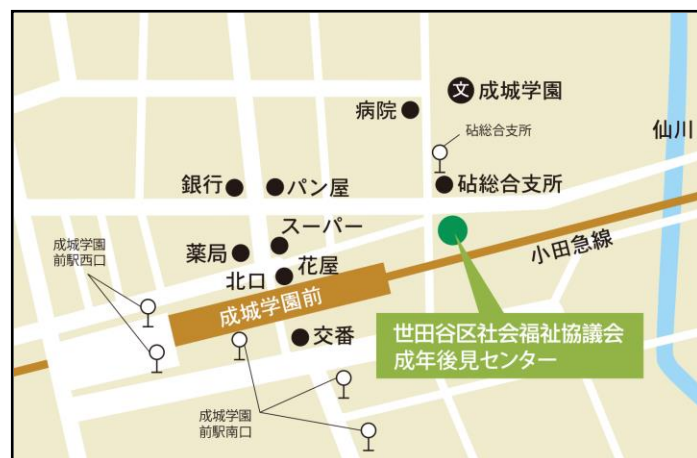 文 成城学園
病院
砧総合支所
仙川
銀行
パン屋
砧総合支所
スーパー
成城学園
前駅西口
薬局
花屋
北口
小田急線
成城学園前
交番
世田谷区社会福祉協議会
成年後見センター
成城学園
前駅南口